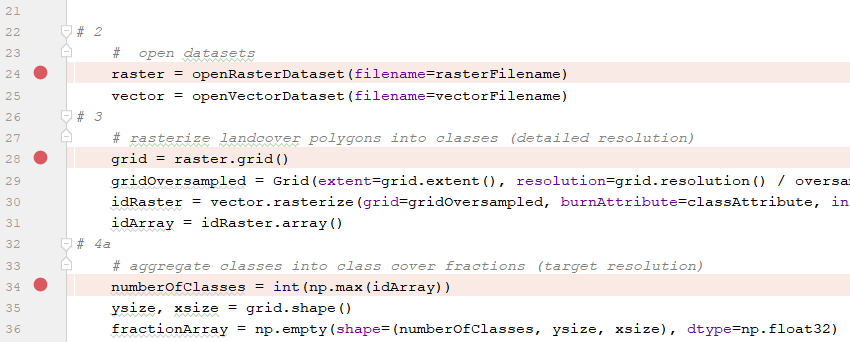 21
22 # 2
23 # open datasets
24 raster = openRasterDataset(filename=rasterFilename)
25 vector = openVectorDataset(filename=vectorFilename)
26 # 3
27 # rasterize landcover polygons into classes (detailed resolution)
28 grid = raster.grid()
29 gridOversampled = Grid(extent=grid.extent(), resolution=grid.resolution() / oversa
30 idRaster = vector.rasterize(grid=gridOversampled, burnAttribute=classAttribute, in
31 idArray = idRaster.array()
32 # 4a
33 # aggregate classes into class cover fractions (target resolution)
34 numberOfClasses = int(np.max(idArray))
35 ysize, xsize = grid.shape()
36 fractionArray = np.empty(shape=(numberOfClasses, ysize, xsize), dtype=np.float32)